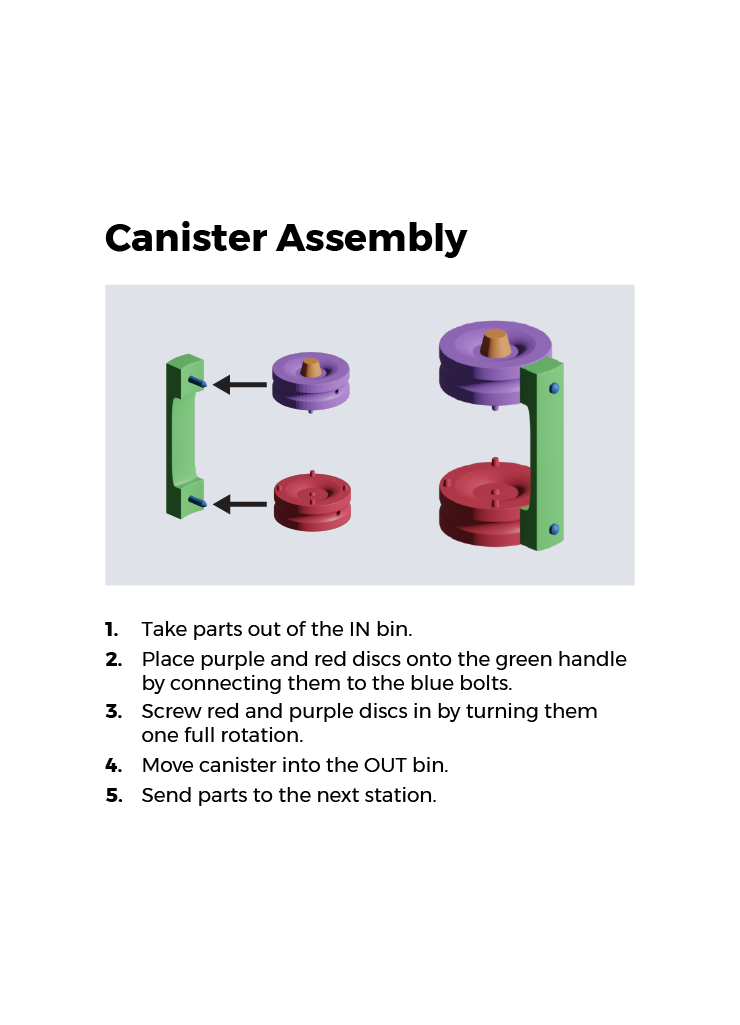 Canister Assembly
1. Take parts out of the IN bin.
2. Place purple and red discs onto the green handle
by connecting them to the blue bolts.
3. Screw red and purple discs in by turning them
one full rotation.
4. Move canister into the OUT bin.
5. Send parts to the next station.